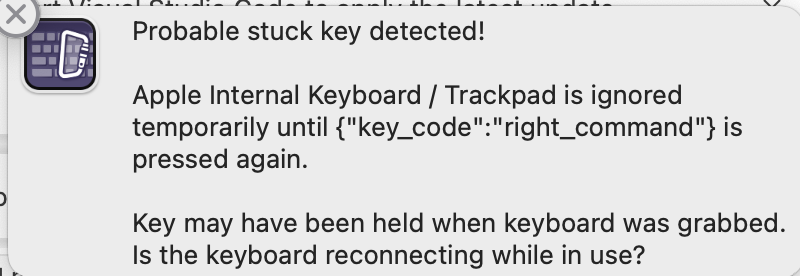 Visual Studio Code to apply the latest update
Probable stuck key detected!
Apple Internal Keyboard / Trackpad is ignored
temporarily until {"key_code":"right_command"} is
pressed again.
Key may have been held when keyboard was grabbed.
Is the keyboard reconnecting while in use?